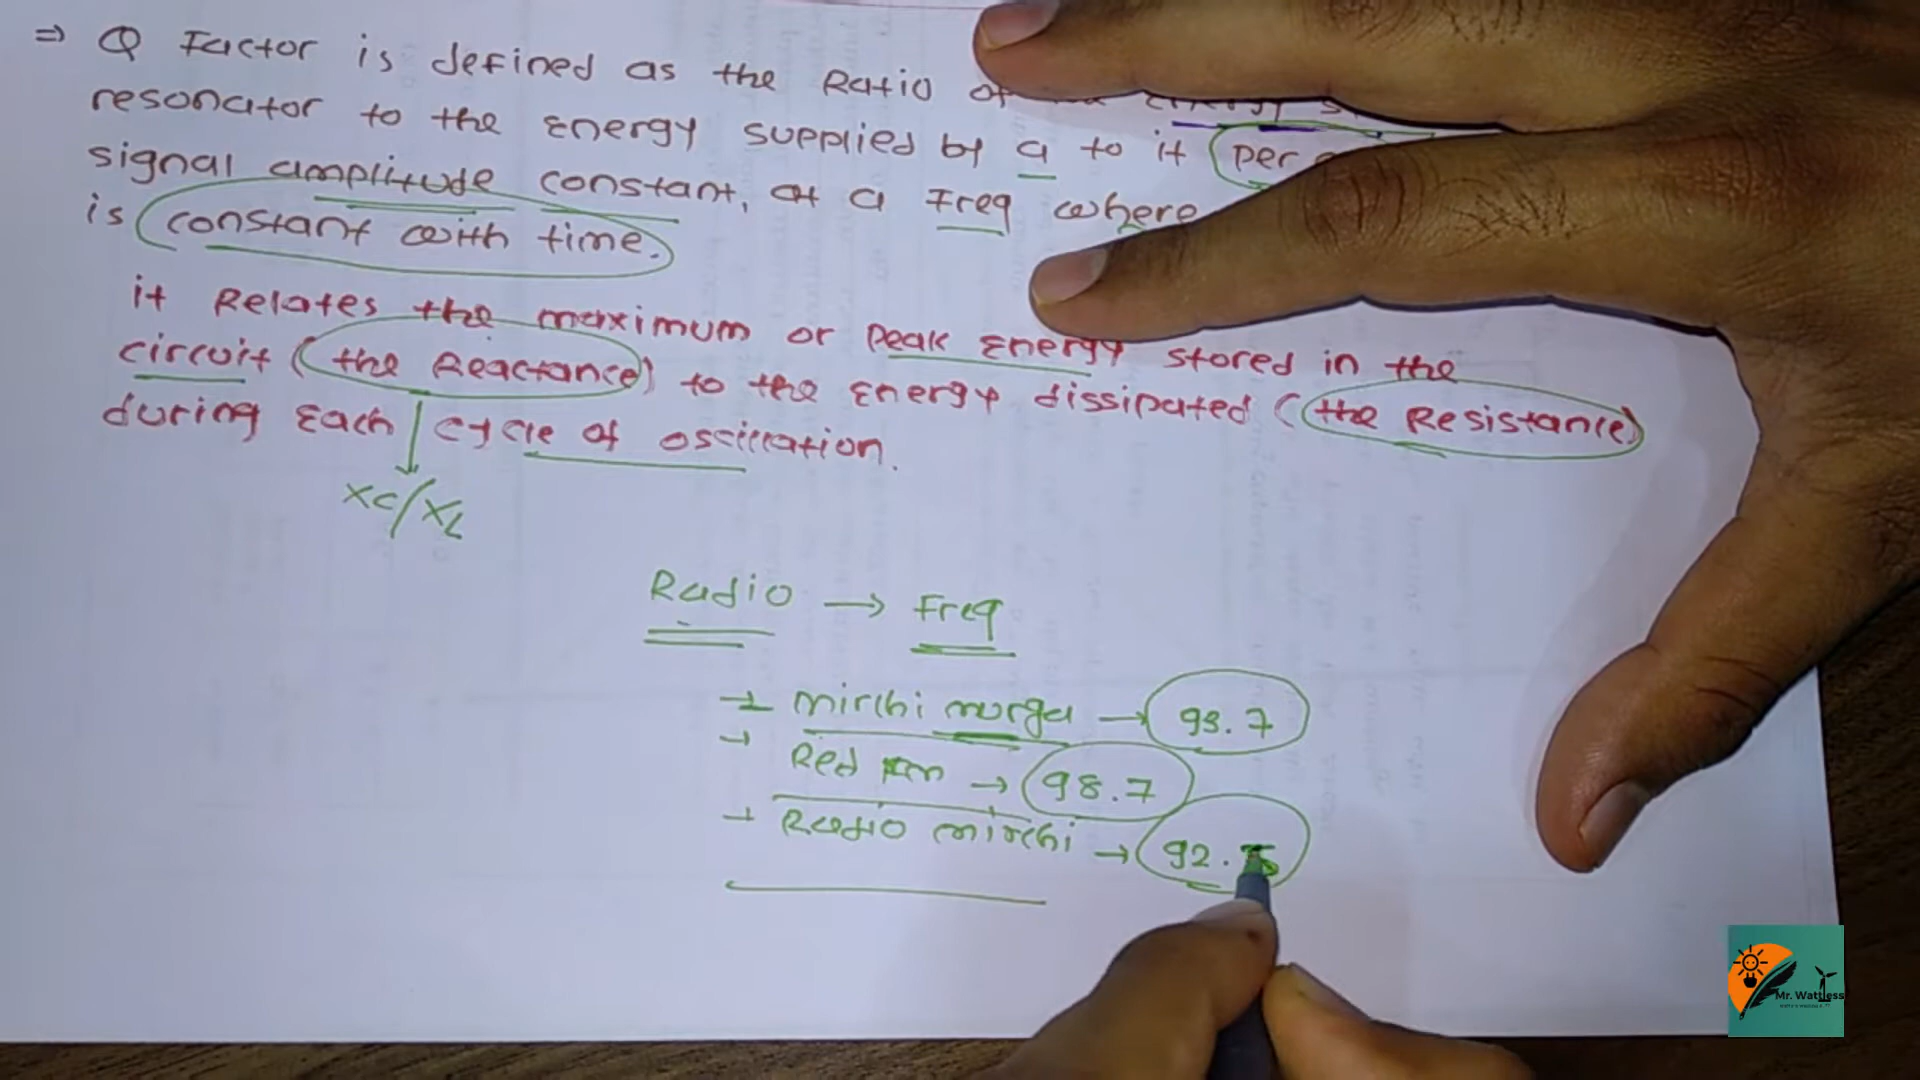 ⇒ Q Factor is defined as the Ratio of
resonator to the Energy supplied by a to it per
signal amplitude constant, at a Freq where
is constant with time.
it Relates the maximum or peak Energy stored in the
circuit (the Reactance) to the Energy dissipated (the Resistance)
during Each cycle of oscillation.
XC/XL
Radio → Freq
→ mirchi murga → 93.7
→ Red Fm → 98.7
→ Radio mirchi → 92.
Mr. Wattless